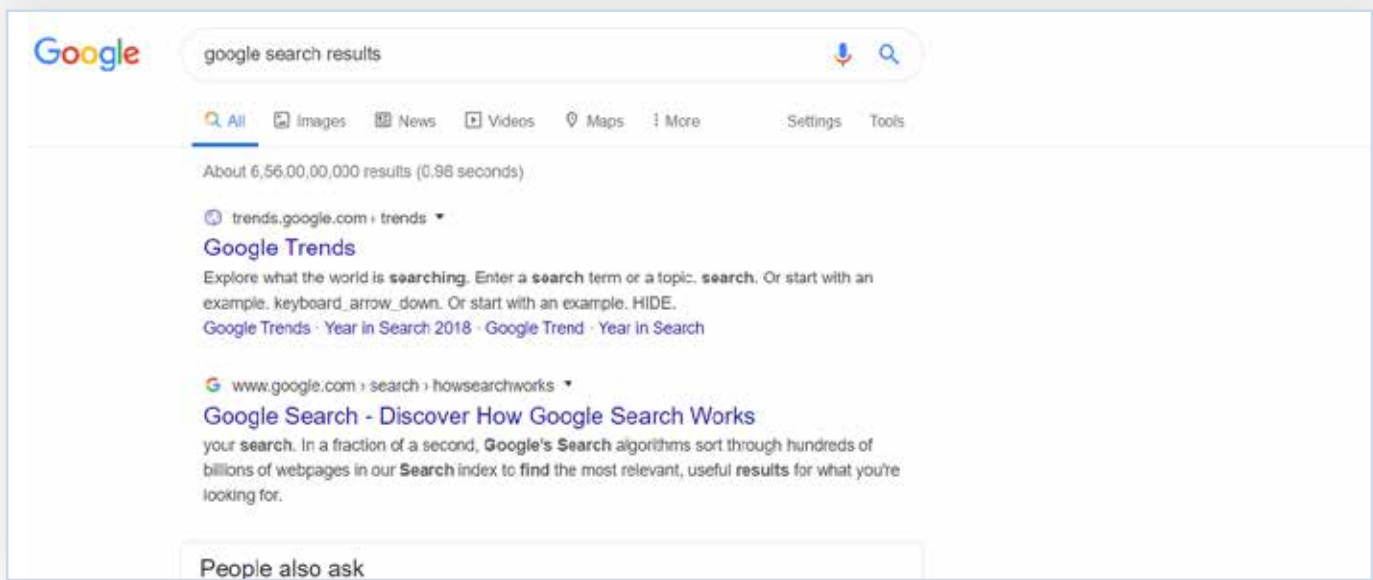 Google
google search results
All Images News Videos Maps More Settings Tools
About 6,56,00,00,000 results (0.98 seconds)
trends.google.com › trends
Google Trends
Explore what the world is searching. Enter a search term or a topic. search. Or start with an
example. keyboard_arrow_down. Or start with an example. HIDE.
Google Trends · Year in Search 2018 · Google Trend · Year in Search
www.google.com › search › howsearchworks
Google Search - Discover How Google Search Works
your search. In a fraction of a second, Google's Search algorithms sort through hundreds of
billions of webpages in our Search index to find the most relevant, useful results for what you're
looking for.
People also ask